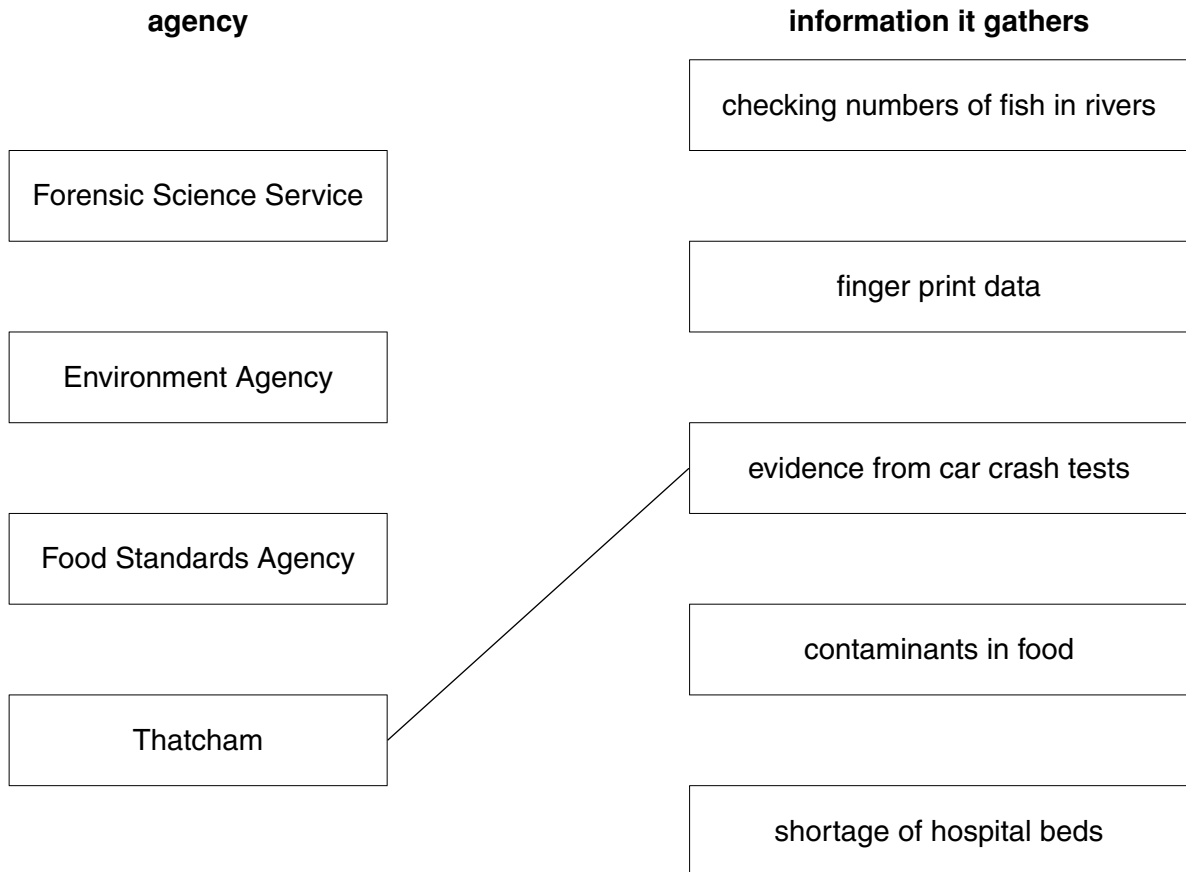 agency
information it gathers
checking numbers of fish in rivers
Forensic Science Service
finger print data
Environment Agency
evidence from car crash tests
Food Standards Agency
contaminants in food
Thatcham
shortage of hospital beds